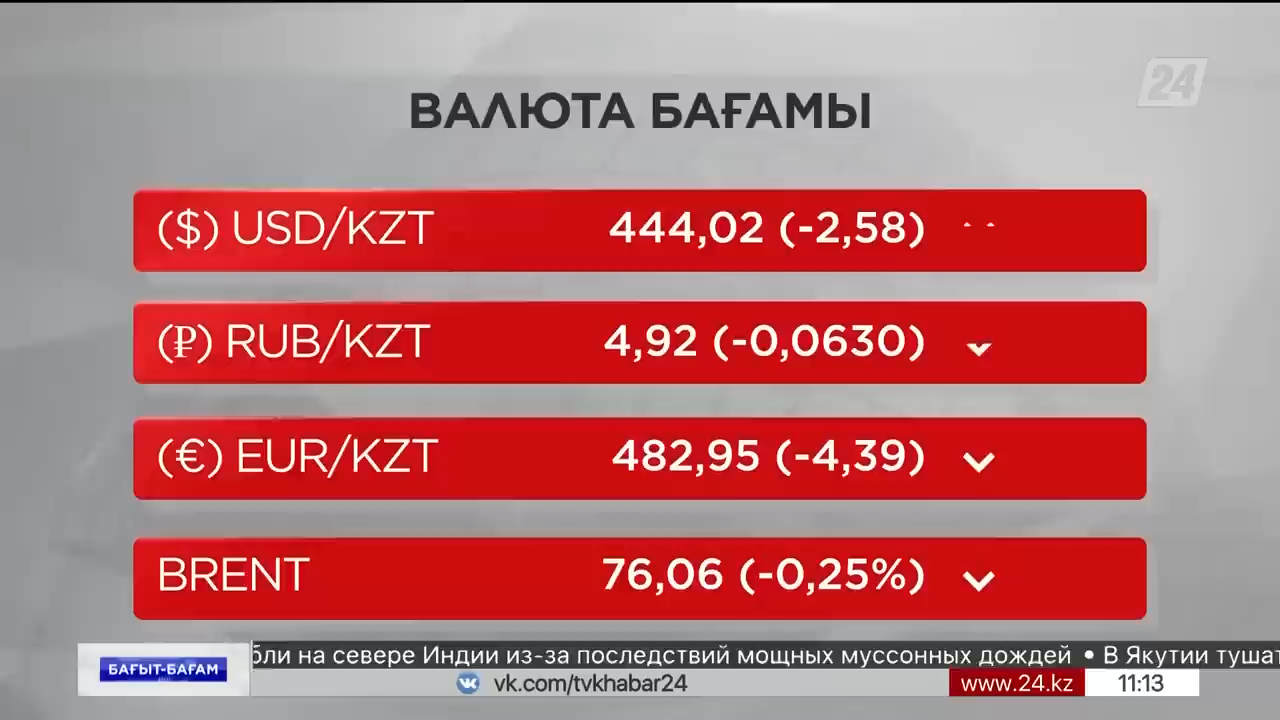 24
ВАЛЮТА БАҒАМЫ
($) USD/KZT 444,02 (-2,58)
(₽) RUB/KZT 4,92 (-0,0630)
(€) EUR/KZT 482,95 (-4,39)
BRENT 76,06 (-0,25%)
на севере Индии из-за последствий мощных муссонных дождей • В Якутии
БАҒЫТ-БАҒАМ
vk.com/tvkhabar24
www.24.kz 11:13